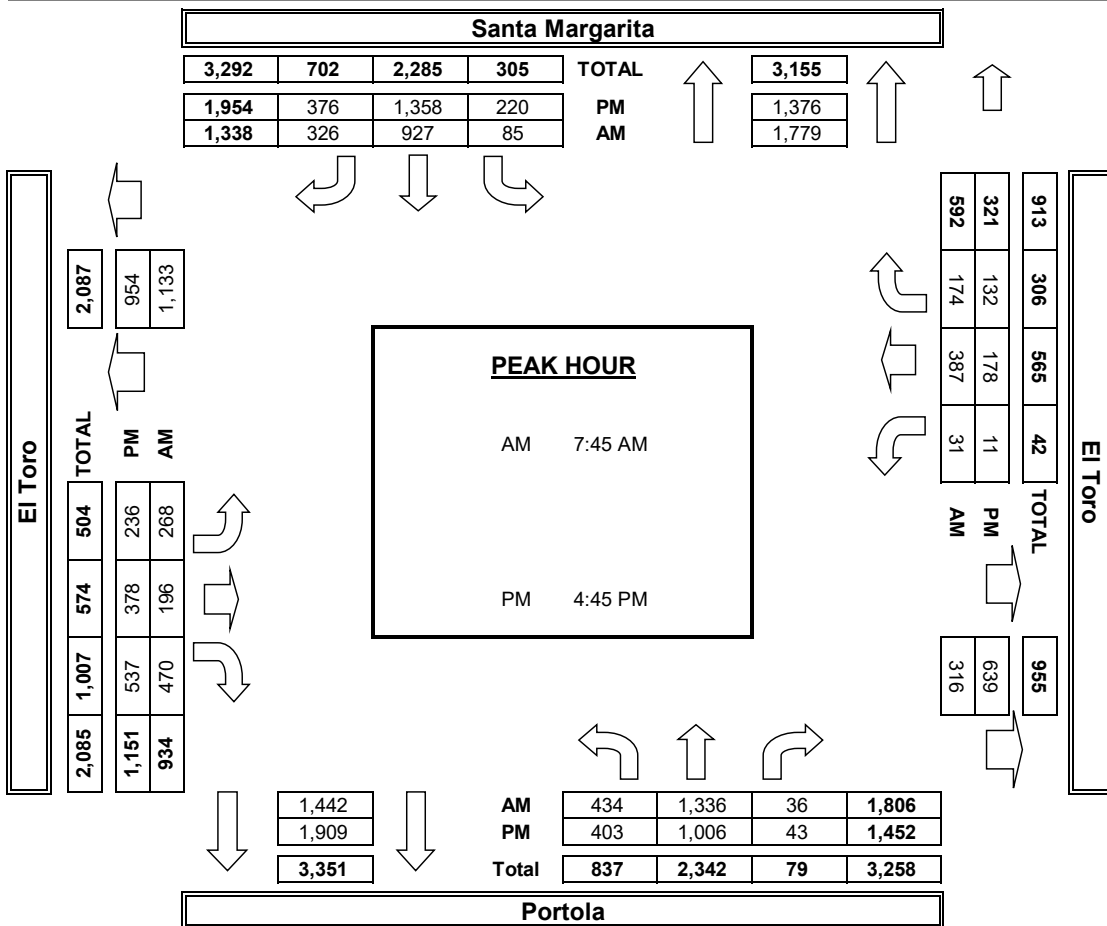 Santa Margarita
3,292 702 2,285 305 TOTAL 3,155
1,954 376 1,358 220 PM 1,376
1,338 326 927 85 AM 1,779
El Toro
2,087 954 1,133
TOTAL PM AM
504 236 268
574 378 196
1,007 537 470
2,085 1,151 934
PEAK HOUR
AM 7:45 AM
PM 4:45 PM
592 321 913
174 132 306
387 178 565
31 11 42
AM PM TOTAL
316 639 955
El Toro
1,442 AM 434 1,336 36 1,806
1,909 PM 403 1,006 43 1,452
3,351 Total 837 2,342 79 3,258
Portola